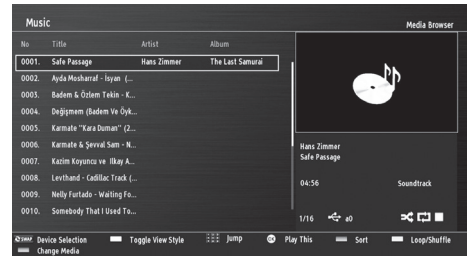 Music
Media Browser
No Title Artist Album
0001. Safe Passage Hans Zimmer The Last Samurai
0002. Ayda Mosharraf - İsyan (...
0003. Badem & Özlem Tekin - K...
0004. Değişmem (Badem Ve Öyk...
0005. Karmate "Kara Duman" (2...
0006. Karmate & Şevval Sam - N...
0007. Kazim Koyuncu ve Ilkay A...
0008. Levthand - Cadillac Track (...
0009. Nelly Furtado - Waiting Fo...
0010. Somebody That I Used To...
Hans Zimmer
Safe Passage
04:56 Soundtrack
1/16 a0
SWAP Device Selection Toggle View Style Jump OK Play This Sort Loop/Shuffle
Change Media